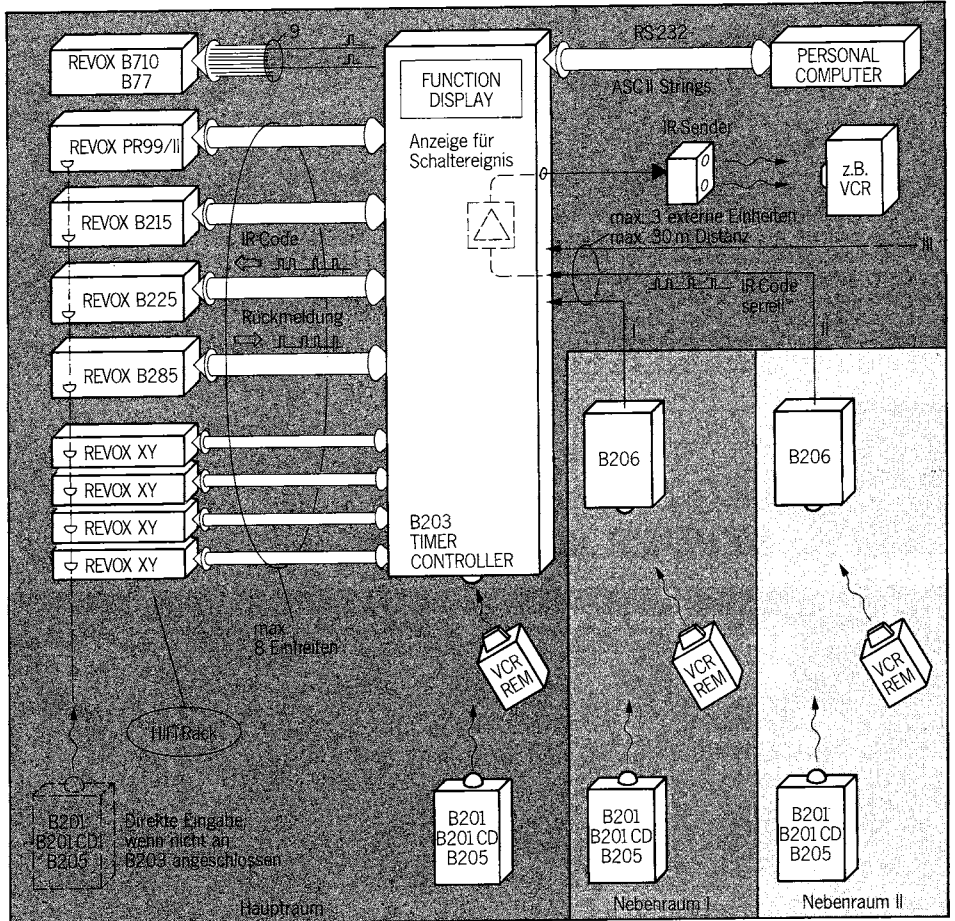 REVOX B710
B77
9
FUNCTION
DISPLAY
RS 232
ASCII Strings
PERSONAL
COMPUTER
REVOX PR99/II
Anzeige für
Schaltereignis
IR-Sender
z.B.
VCR
REVOX B215
IR-Code
max. 3 externe Einheiten
max. 30 m Distanz
III
REVOX B225
Rückmeldung
IR Code
seriell
I
II
REVOX B285
REVOX XY
REVOX XY
REVOX XY
REVOX XY
B203
TIMER
CONTROLLER
B206
B206
max.
8 Einheiten
VCR
REM
VCR
REM
VCR
REM
HIFI-Rack
B201
B201 CD
B205
Direkte Eingabe
wenn nicht an
B203 angeschlossen
B201
B201 CD
B205
B201
B201 CD
B205
B201
B201 CD
B205
Hauptraum
Nebenraum I
Nebenraum II